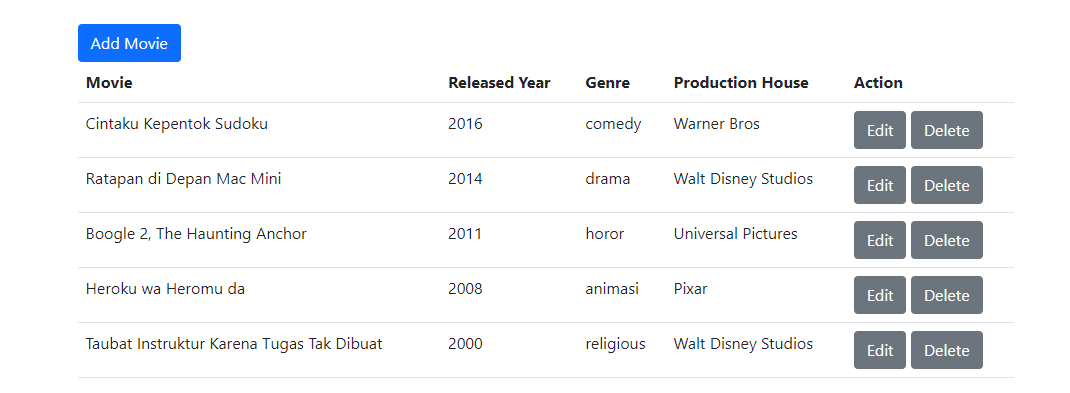 Add Movie
Movie Released Year Genre Production House Action
Cintaku Kepentok Sudoku 2016 comedy Warner Bros Edit Delete
Ratapan di Depan Mac Mini 2014 drama Walt Disney Studios Edit Delete
Boogle 2, The Haunting Anchor 2011 horor Universal Pictures Edit Delete
Heroku wa Heromu da 2008 animasi Pixar Edit Delete
Taubat Instruktur Karena Tugas Tak Dibuat 2000 religious Walt Disney Studios Edit Delete